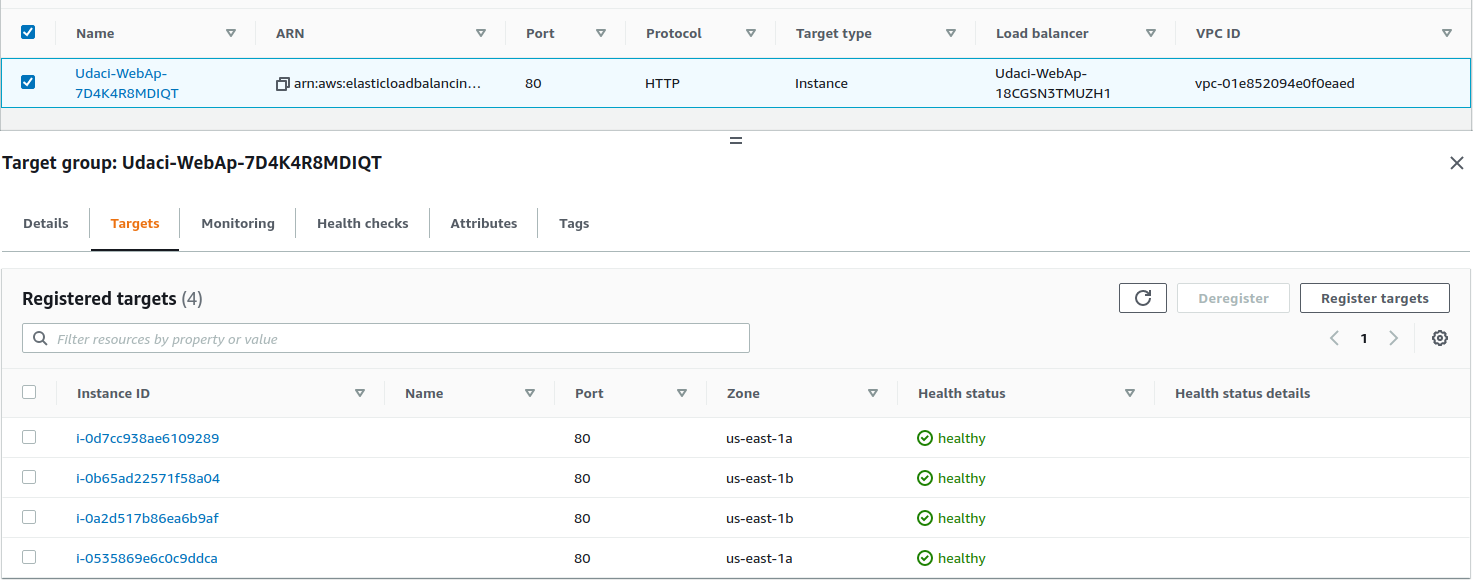 Name ARN Port Protocol Target type Load balancer VPC ID
Udaci-WebAp-
7D4K4R8MDIQT
arn:aws:elasticloadbalancin...
80
HTTP
Instance
Udaci-WebAp-
18CGSN3TMUZH1
vpc-01e852094e0f0eaed
Target group: Udaci-WebAp-7D4K4R8MDIQT
Details Targets Monitoring Health checks Attributes Tags
Registered targets (4)
Deregister Register targets
Filter resources by property or value
1
Instance ID Name Port Zone Health status Health status details
i-0d7cc938ae6109289 80 us-east-1a healthy
i-0b65ad22571f58a04 80 us-east-1b healthy
i-0a2d517b86ea6b9af 80 us-east-1b healthy
i-0535869e6c0c9ddca 80 us-east-1a healthy